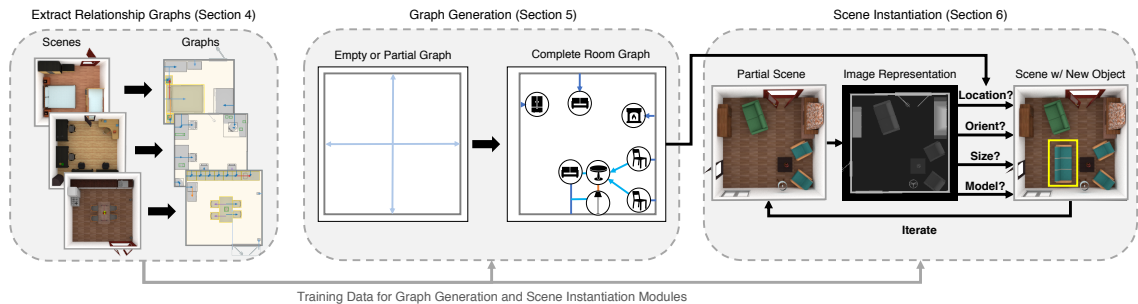 Extract Relationship Graphs (Section 4)
Scenes
Graphs
Graph Generation (Section 5)
Empty or Partial Graph
Complete Room Graph
Scene Instantiation (Section 6)
Partial Scene
Image Representation
Scene w/ New Object
Location?
Orient?
Size?
Model?
Iterate
Training Data for Graph Generation and Scene Instantiation Modules